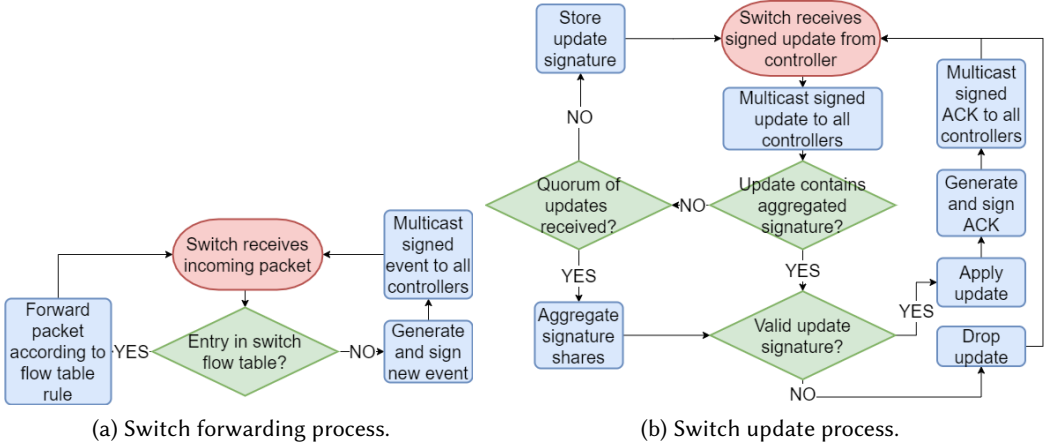 Switch receives
incoming packet
Entry in switch
flow table?
YES
Forward
packet
according to
flow table
rule
NO
Generate
and sign
new event
Multicast
signed
event to all
controllers
(a) Switch forwarding process.
Switch receives
signed update from
controller
Multicast signed
update to all
controllers
Update contains
aggregated
signature?
NO
Quorum of
updates
received?
NO
Store
update
signature
YES
Aggregate
signature
shares
YES
Valid update
signature?
YES
Apply
update
Generate
and sign
ACK
Multicast
signed
ACK to all
controllers
NO
Drop
update
(b) Switch update process.